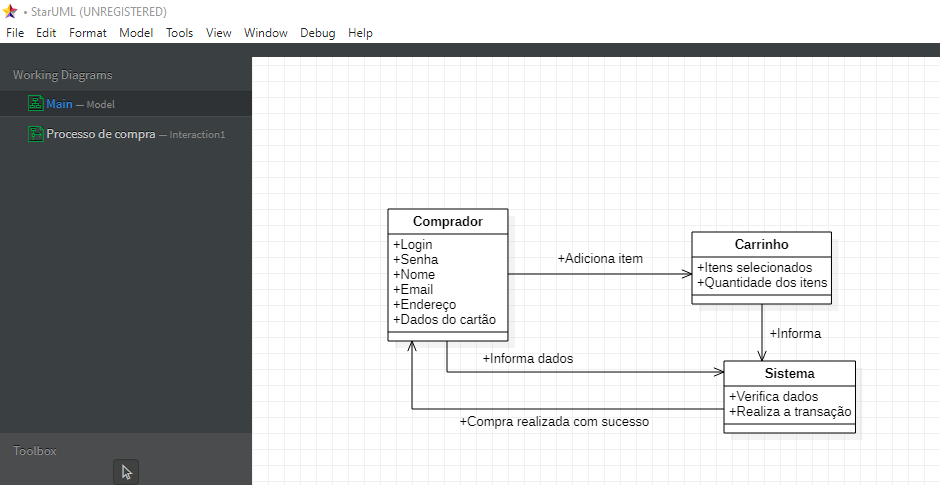 • StarUML (UNREGISTERED)
File Edit Format Model Tools View Window Debug Help
Working Diagrams
Main — Model
Processo de compra — Interaction1
Toolbox
Comprador
+Login
+Senha
+Nome
+Email
+Endereço
+Dados do cartão
+Adiciona item
Carrinho
+Itens selecionados
+Quantidade dos itens
+Informa
+Informa dados
Sistema
+Verifica dados
+Realiza a transação
+Compra realizada com sucesso